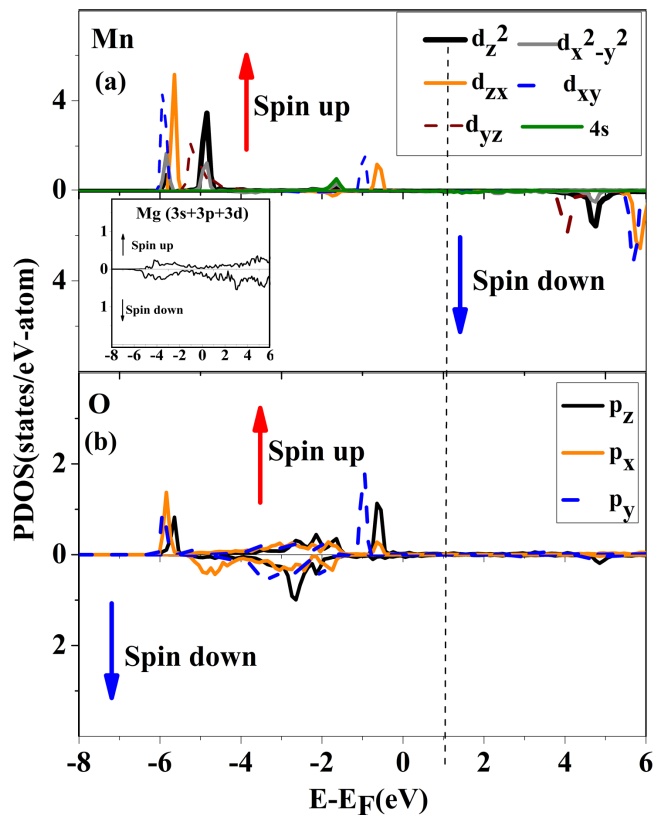 Mn
(a)
Spin up
d_z^2 d_x^2-y^2
d_zx d_xy
d_yz 4s
4
0
4
Mg (3s+3p+3d)
1
Spin up
0
Spin down
1
-8 -6 -4 -2 0 2 4 6
Spin down
PDOS(states/eV-atom)
O
(b)
Spin up
p_z
p_x
p_y
2
0
2
Spin down
-8 -6 -4 -2 0 2 4 6
E-E_F(eV)